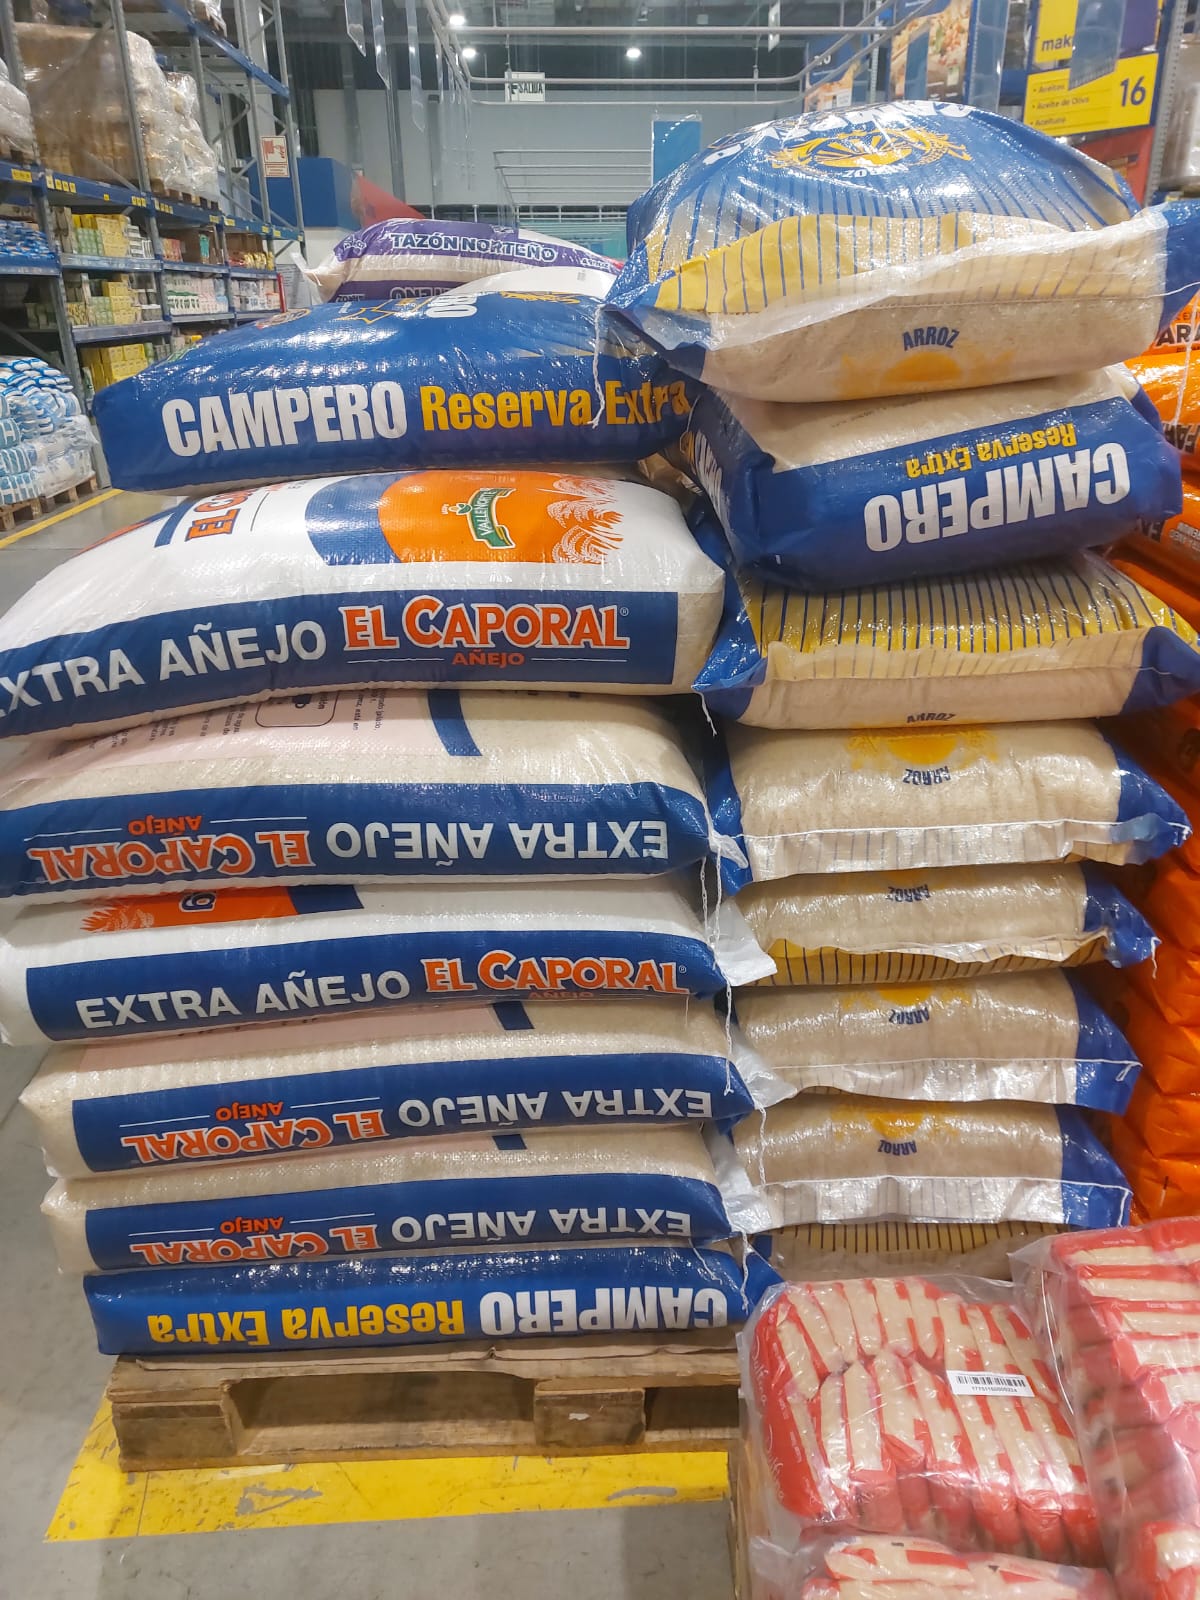 SALIDA
16
• Aceites
• Aceite de Oliva
• Aceituna
TAZÓN NORTEÑO
ARROZ
CAMPERO Reserva Extra
CAMPERO
Reserva Extra
VALLENORTE
EXTRA AÑEJO EL CAPORAL®
AÑEJO
ARROZ
ARROZ
EXTRA AÑEJO EL CAPORAL
AÑEJO
ARROZ
EXTRA AÑEJO EL CAPORAL®
AÑEJO
ARROZ
EXTRA AÑEJO EL CAPORAL
AÑEJO
ARROZ
EXTRA AÑEJO EL CAPORAL
AÑEJO
CAMPERO Reserva Extra